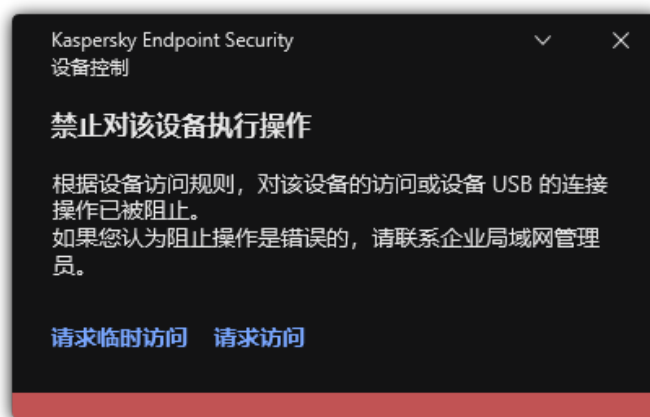 Kaspersky Endpoint Security
设备控制
禁止对该设备执行操作
根据设备访问规则，对该设备的访问或设备 USB 的连接
操作已被阻止。
如果您认为阻止操作是错误的，请联系企业局域网管理
员。
请求临时访问 请求访问